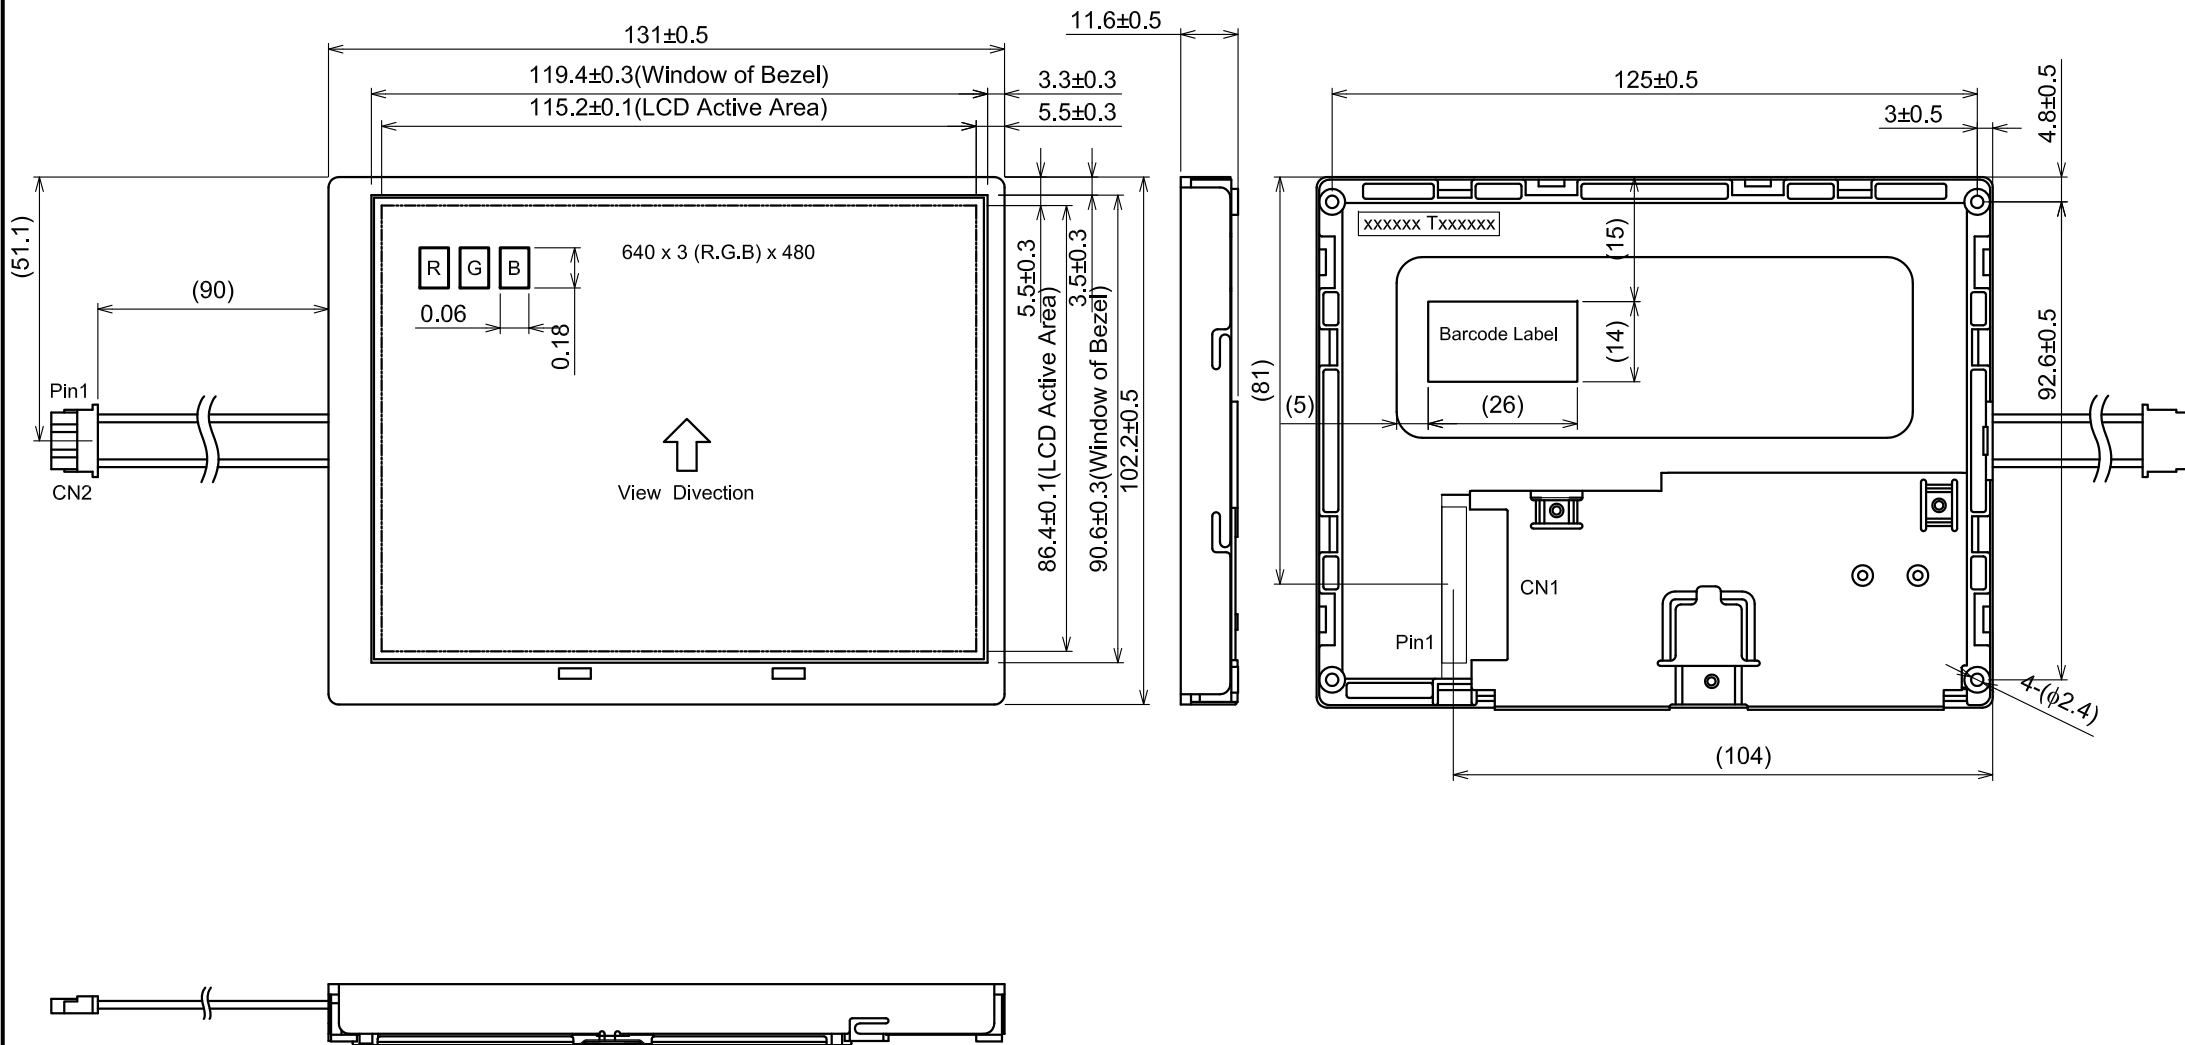 131±0.5
119.4±0.3(Window of Bezel)
115.2±0.1(LCD Active Area)
3.3±0.3
5.5±0.3
11.6±0.5
125±0.5
3±0.5
4.8±0.5
(51.1)
(90)
R G B
640 x 3 (R.G.B) x 480
0.06
0.18
5.5±0.3
3.5±0.3
86.4±0.1(LCD Active Area)
90.6±0.3(Window of Bezel)
102.2±0.5
Pin1
CN2
View Divection
xxxxxx Txxxxxx
(15)
Barcode Label
(14)
(81)
(5)
(26)
92.6±0.5
CN1
Pin1
4-(ϕ2.4)
(104)